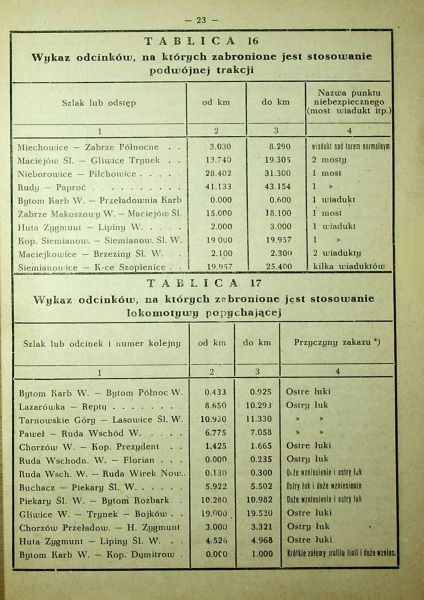 — 23 —
TABLICA 16
Wykaz odcinków, na których zabronione jest stosowanie
podwójnej trakcji
Szlak lub odstęp od km do km Nazwa punktu niebezpiecznego (most wiadukt itp.)
1 2 3 4
Miechowice — Zabrze Północne . . 3.030 8.290 wiadukt nad torem normalnym
Maciejów Śl. — Gliwice Trynek . . 13.740 19.305 2 mosty
Nieborowice — Pilchowice . . . . 28.402 31.300 1 most
Rudy — Paproć . . . . . . . . . 41.133 43.154 1 »
Bytom Karb W. — Przeładownia Karb 0.000 0.600 1 wiadukt
Zabrze Makoszowy W. — Maciejów Śl. 15.000 18.100 1 most
Huta Zygmunt — Lipiny W. . . . . 2.000 3.000 1 wiadukt
Kop. Siemianow. — Siemianow. Śl. W. 19 000 19.957 1 »
Maciejkowice — Brzeziny Śl. W. . . 2.100 2.300 2 wiadukty
Siemianowice — K-ce Szopienice . . 19.957 25.400 kilka wiaduktów
TABLICA 17
Wykaz odcinków, na których zabronione jest stosowanie
lokomotywy popychającej
Szlak lub odcinek i numer kolejny od km do km Przyczyny zakazu *)
1 2 3 4
Bytom Karb W. — Bytom Północ W. 0.433 0.925 Ostre łuki
Lazarówka — Repty . . . . . . . 8.650 10.293 Ostry łuk
Tarnowskie Góry — Lasowice Śl. W. 10.930 11.330 » »
Paweł — Ruda Wschód W. . . . . 6.775 7.058 » »
Chorzów W. — Kop. Prezydent . . 1.425 1.665 Ostre łuki
Ruda Wschodn. W. — Florian . . . 0.000 0.235 Ostry łuk
Ruda Wsch. W. — Ruda Wirek Now.. 0.130 0.300 Duże wzniesienie i ostry łuk
Buchacz — Piekary Śl. W. . . . . . 5.922 5.502 Ostry łuk i duże wzniesienie
Piekary Śl. W. — Bytom Rozbark . 10.280 10.982 Duże wzniesienie i ostry łuk
Gliwice W. — Trynek — Bojków . . 19.900 19.520 Ostre łuki
Chorzów Przeładow. — H. Zygmunt 3.000 3.321 Ostry łuk
Huta Zygmunt — Lipiny Śl. W. . . 4.526 4.968 Ostry łuk
Bytom Karb W. — Kop. Dymitrow . 0.000 1.000 Krótkie załomy profilu linii i duże wznies.